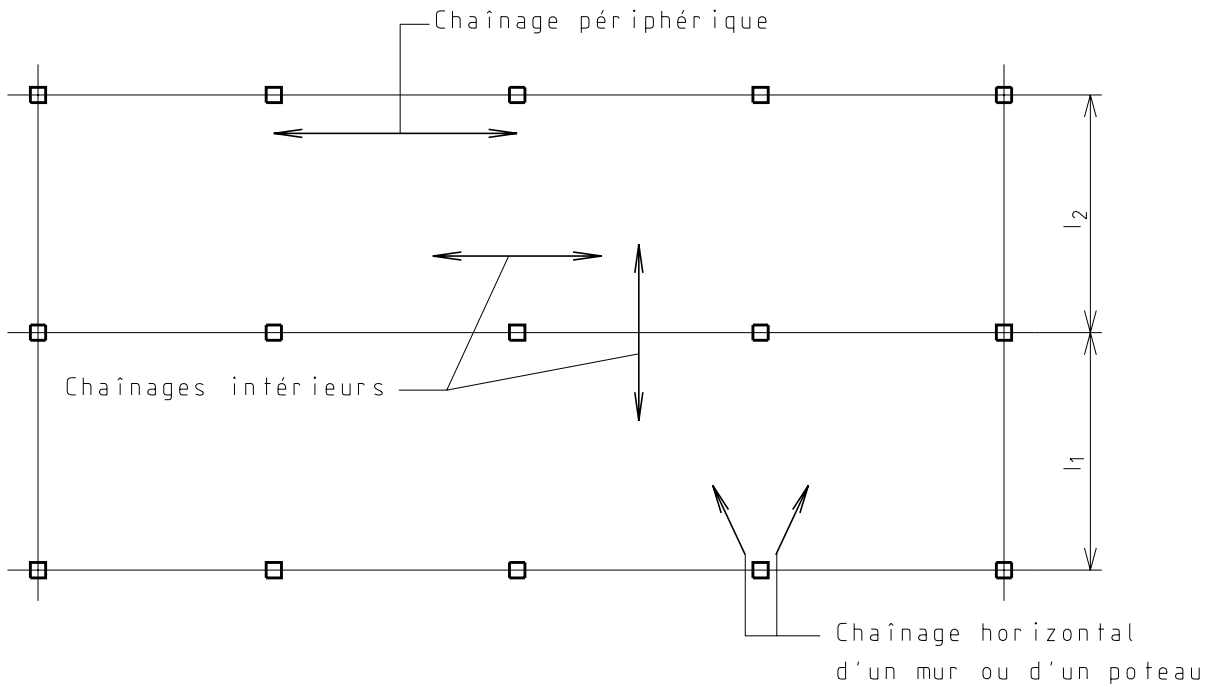 Chaînage périphérique
l2
Chaînages intérieurs
l1
Chaînage horizontal
d'un mur ou d'un poteau